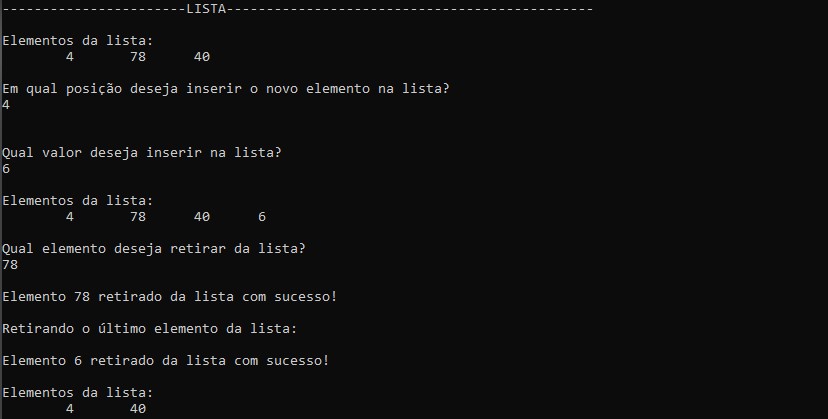 -----------------------LISTA----------------------------------------------
Elementos da lista:
4 78 40
Em qual posição deseja inserir o novo elemento na lista?
4
Qual valor deseja inserir na lista?
6
Elementos da lista:
4 78 40 6
Qual elemento deseja retirar da lista?
78
Elemento 78 retirado da lista com sucesso!
Retirando o último elemento da lista:
Elemento 6 retirado da lista com sucesso!
Elementos da lista:
4 40